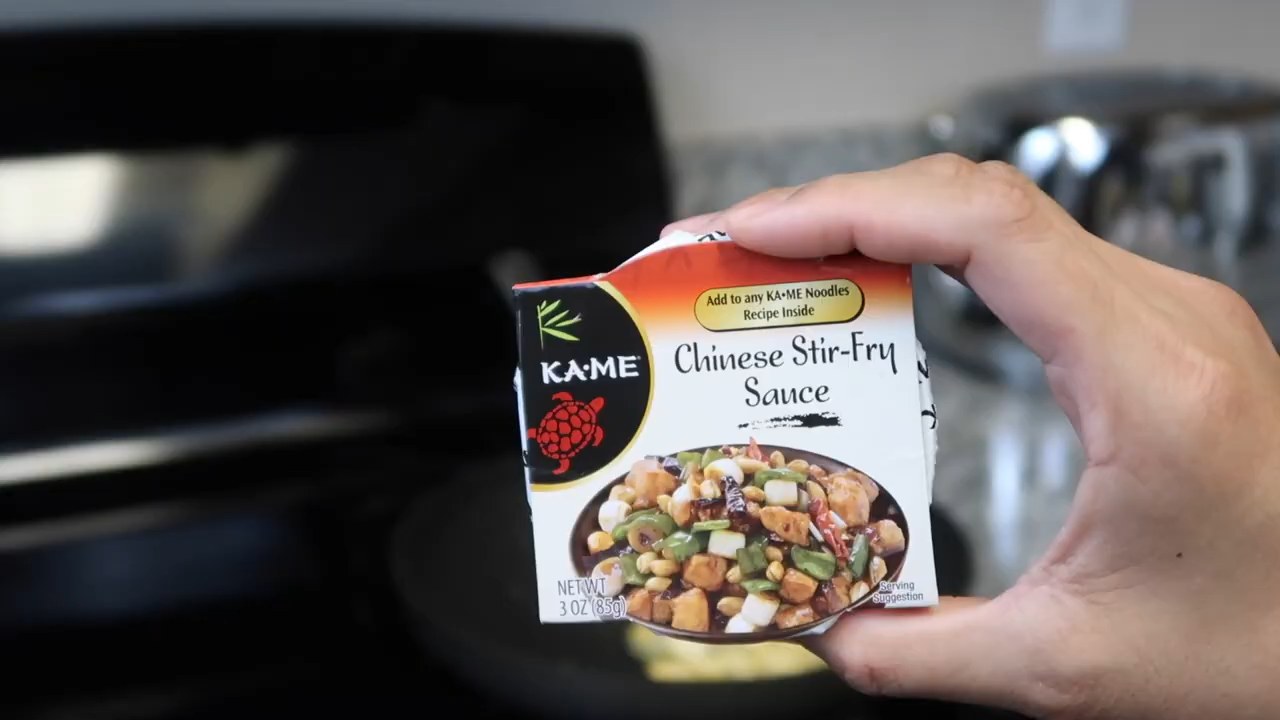 Add to any KA•ME Noodles
Recipe Inside
KA•ME®
Chinese Stir-Fry
Sauce
NET WT
3 OZ (85g)
Serving
Suggestion